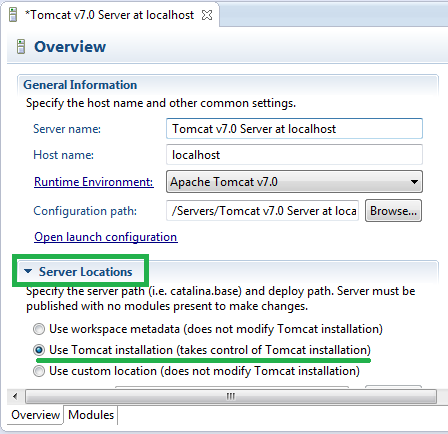 *Tomcat v7.0 Server at localhost
Overview
General Information
Specify the host name and other common settings.
Server name: Tomcat v7.0 Server at localhost
Host name: localhost
Runtime Environment: Apache Tomcat v7.0
Configuration path: /Servers/Tomcat v7.0 Server at loca Browse...
Open launch configuration
Server Locations
Specify the server path (i.e. catalina.base) and deploy path. Server must be
published with no modules present to make changes.
Use workspace metadata (does not modify Tomcat installation)
Use Tomcat installation (takes control of Tomcat installation)
Use custom location (does not modify Tomcat installation)
Overview Modules